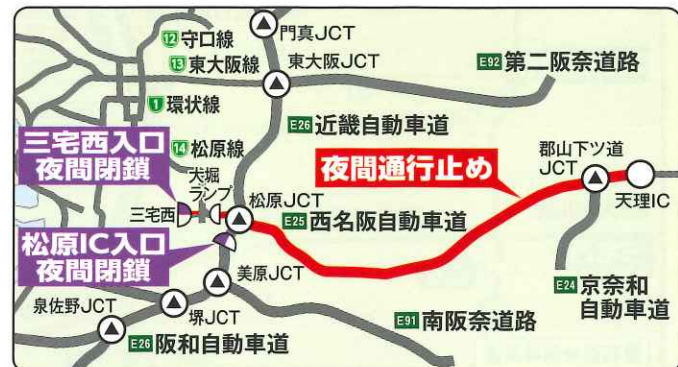 12 守口線
門真JCT
13 東大阪線
東大阪JCT
E92 第二阪奈道路
1 環状線
E26 近畿自動車道
三宅西入口
夜間閉鎖
14 松原線
大堀
ランプ
夜間通行止め
郡山下ツ道
JCT
三宅西
松原JCT
天理IC
E25 西名阪自動車道
松原IC入口
夜間閉鎖
美原JCT
E24 京奈和
自動車道
泉佐野JCT
堺JCT
E91 南阪奈道路
E26 阪和自動車道